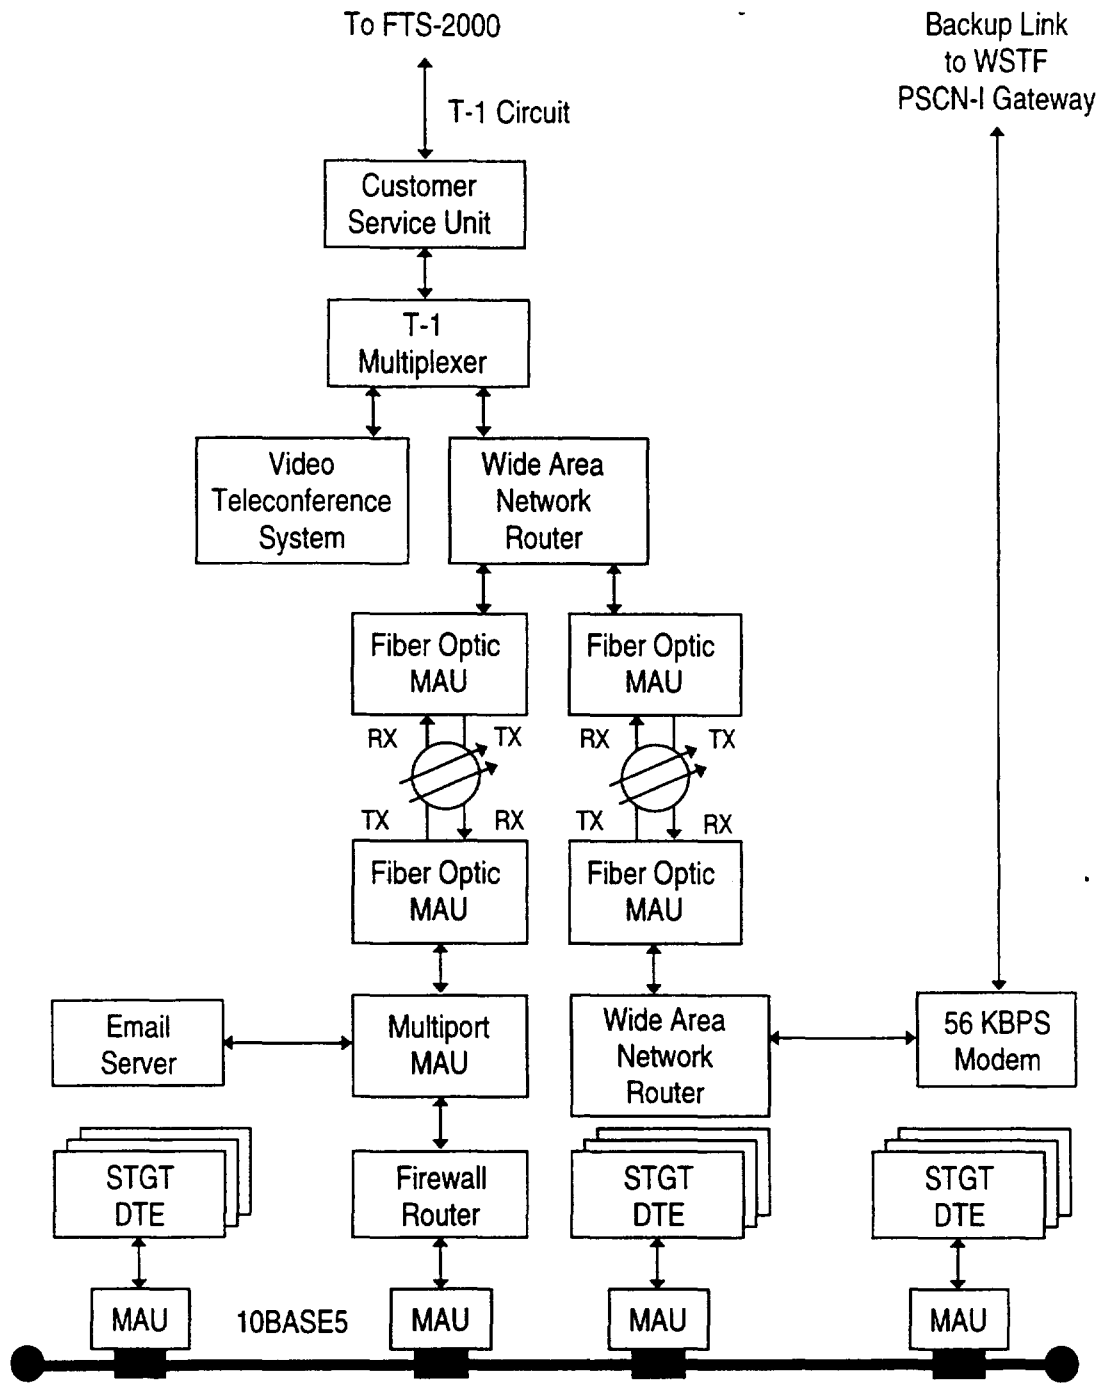 To FTS-2000
Backup Link
to WSTF
PSCN-I Gateway
T-1 Circuit
Customer
Service Unit
T-1
Multiplexer
Video
Teleconference
System
Wide Area
Network
Router
Fiber Optic
MAU
Fiber Optic
MAU
RX
TX
RX
TX
TX
RX
TX
RX
Fiber Optic
MAU
Fiber Optic
MAU
Email
Server
Multiport
MAU
Wide Area
Network
Router
56 KBPS
Modem
STGT
DTE
Firewall
Router
STGT
DTE
STGT
DTE
MAU
10BASE5
MAU
MAU
MAU